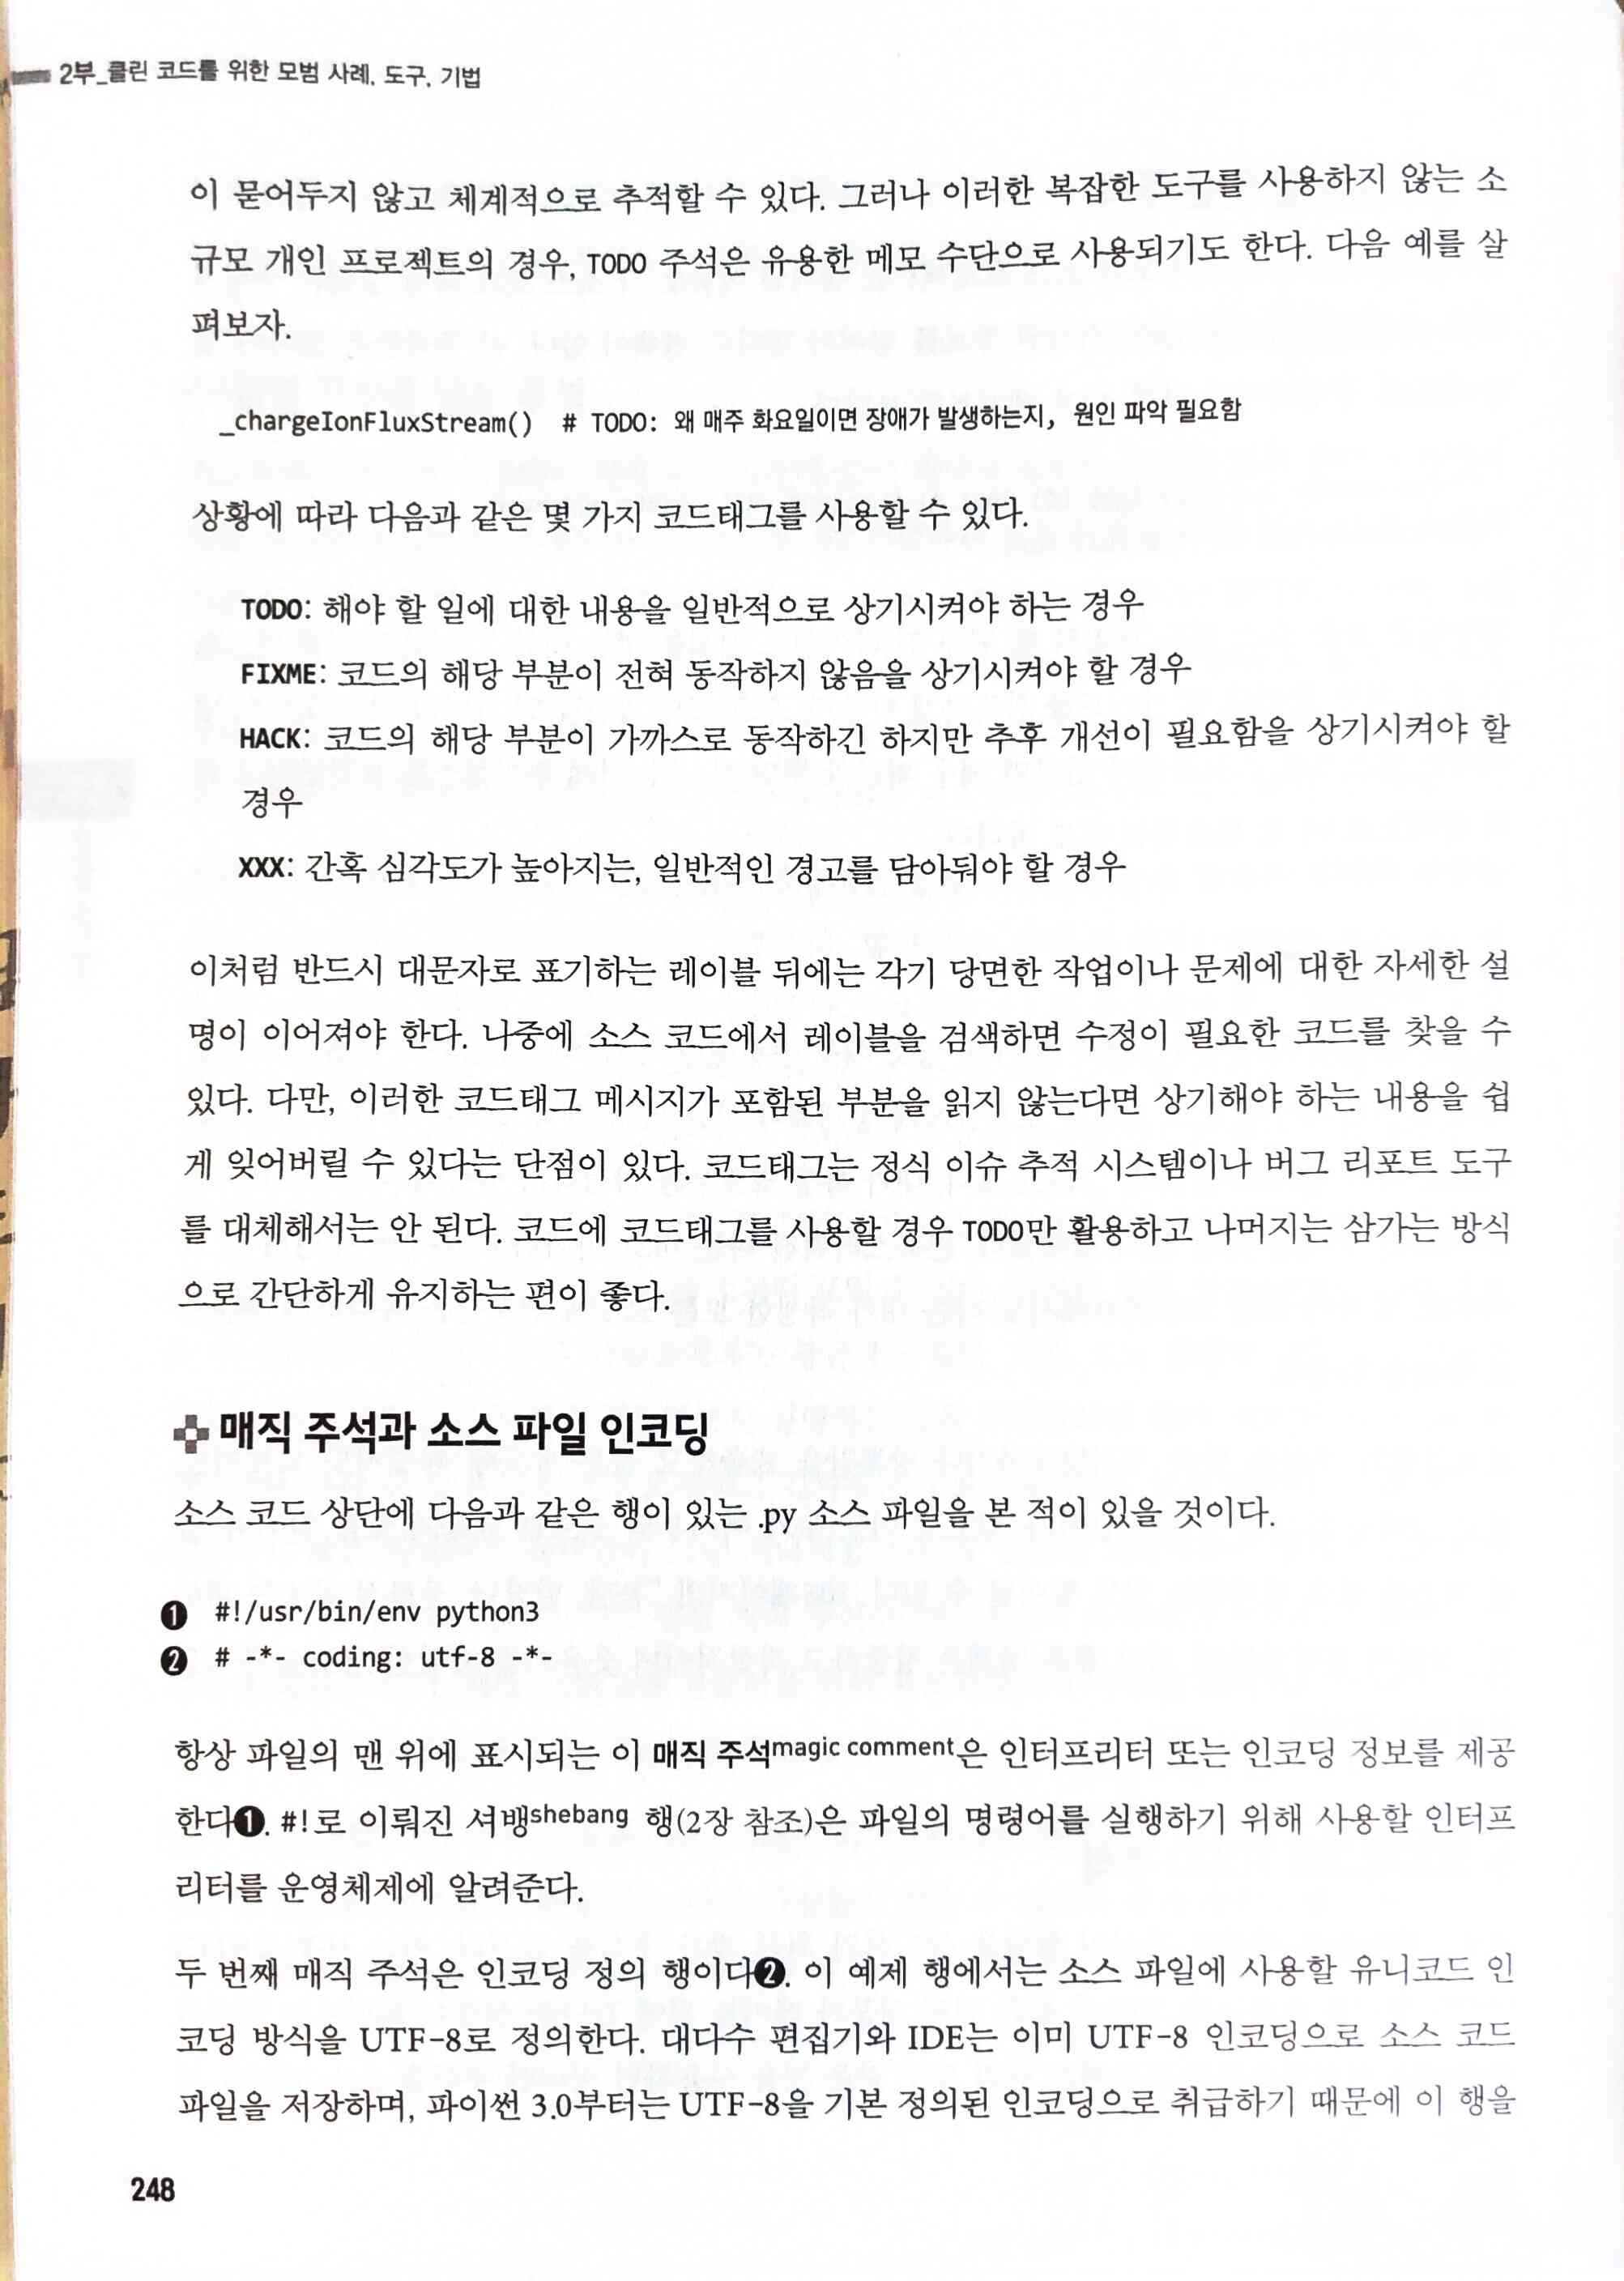 2부_클린 코드를 위한 모범 사례, 도구, 기법
이 묻어두지 않고 체계적으로 추적할 수 있다. 그러나 이러한 복잡한 도구를 사용하지 않는 소
규모 개인 프로젝트의 경우, TODO 주석은 유용한 메모 수단으로 사용되기도 한다. 다음 예를 살
펴보자.
_chargeIonFluxStream() # TODO: 왜 매주 화요일이면 장애가 발생하는지, 원인 파악 필요함
상황에 따라 다음과 같은 몇 가지 코드태그를 사용할 수 있다.
TODO: 해야 할 일에 대한 내용을 일반적으로 상기시켜야 하는 경우
FIXME: 코드의 해당 부분이 전혀 동작하지 않음을 상기시켜야 할 경우
HACK: 코드의 해당 부분이 가까스로 동작하긴 하지만 추후 개선이 필요함을 상기시켜야 할
경우
XXX: 간혹 심각도가 높아지는, 일반적인 경고를 담아둬야 할 경우
이처럼 반드시 대문자로 표기하는 레이블 뒤에는 각기 당면한 작업이나 문제에 대한 자세한 설
명이 이어져야 한다. 나중에 소스 코드에서 레이블을 검색하면 수정이 필요한 코드를 찾을 수
있다. 다만, 이러한 코드태그 메시지가 포함된 부분을 읽지 않는다면 상기해야 하는 내용을 쉽
게 잊어버릴 수 있다는 단점이 있다. 코드태그는 정식 이슈 추적 시스템이나 버그 리포트 도구
를 대체해서는 안 된다. 코드에 코드태그를 사용할 경우 TODO만 활용하고 나머지는 삼가는 방식
으로 간단하게 유지하는 편이 좋다.
매직 주석과 소스 파일 인코딩
소스 코드 상단에 다음과 같은 행이 있는 .py 소스 파일을 본 적이 있을 것이다.
❶ #!/usr/bin/env python3
❷ # -*- coding: utf-8 -*-
항상 파일의 맨 위에 표시되는 이 매직 주석magic comment은 인터프리터 또는 인코딩 정보를 제공
한다❶. #!로 이뤄진 셔뱅shebang 행(2장 참조)은 파일의 명령어를 실행하기 위해 사용할 인터프
리터를 운영체제에 알려준다.
두 번째 매직 주석은 인코딩 정의 행이다❷. 이 예제 행에서는 소스 파일에 사용할 유니코드 인
코딩 방식을 UTF-8로 정의한다. 대다수 편집기와 IDE는 이미 UTF-8 인코딩으로 소스 코드
파일을 저장하며, 파이썬 3.0부터는 UTF-8을 기본 정의된 인코딩으로 취급하기 때문에 이 행을
248